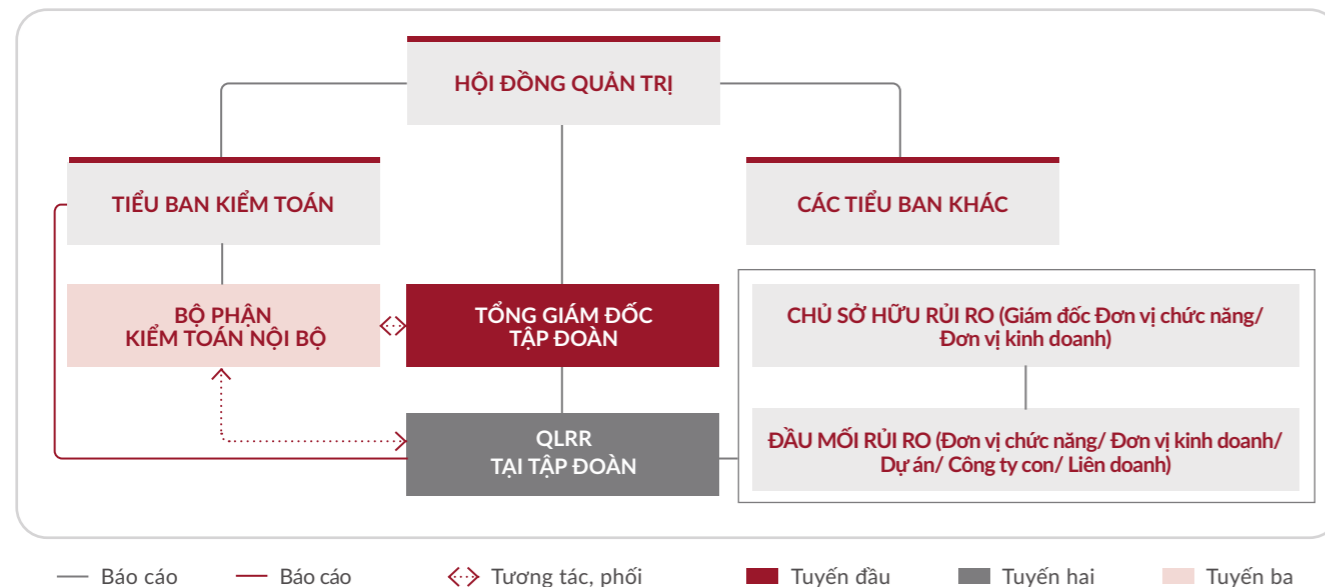 HỘI ĐỒNG QUẢN TRỊ
TIỂU BAN KIỂM TOÁN
CÁC TIỂU BAN KHÁC
BỘ PHẬN
KIỂM TOÁN NỘI BỘ
TỔNG GIÁM ĐỐC
TẬP ĐOÀN
CHỦ SỞ HỮU RỦI RO (Giám đốc Đơn vị chức năng/
Đơn vị kinh doanh)
QLRR
TẠI TẬP ĐOÀN
ĐẦU MỐI RỦI RO (Đơn vị chức năng/ Đơn vị kinh doanh/
Dự án/ Công ty con/ Liên doanh)
Báo cáo
Báo cáo
Tương tác, phối
Tuyến đầu
Tuyến hai
Tuyến ba